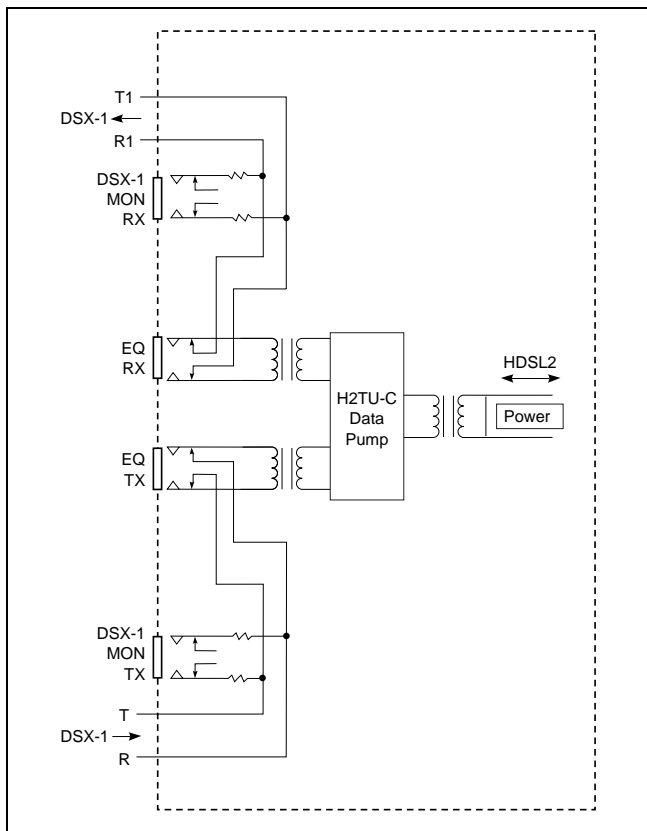 T1
DSX-1
R1
DSX-1
MON
RX
EQ
RX
H2TU-C
Data
Pump
HDSL2
Power
EQ
TX
DSX-1
MON
TX
T
DSX-1
R